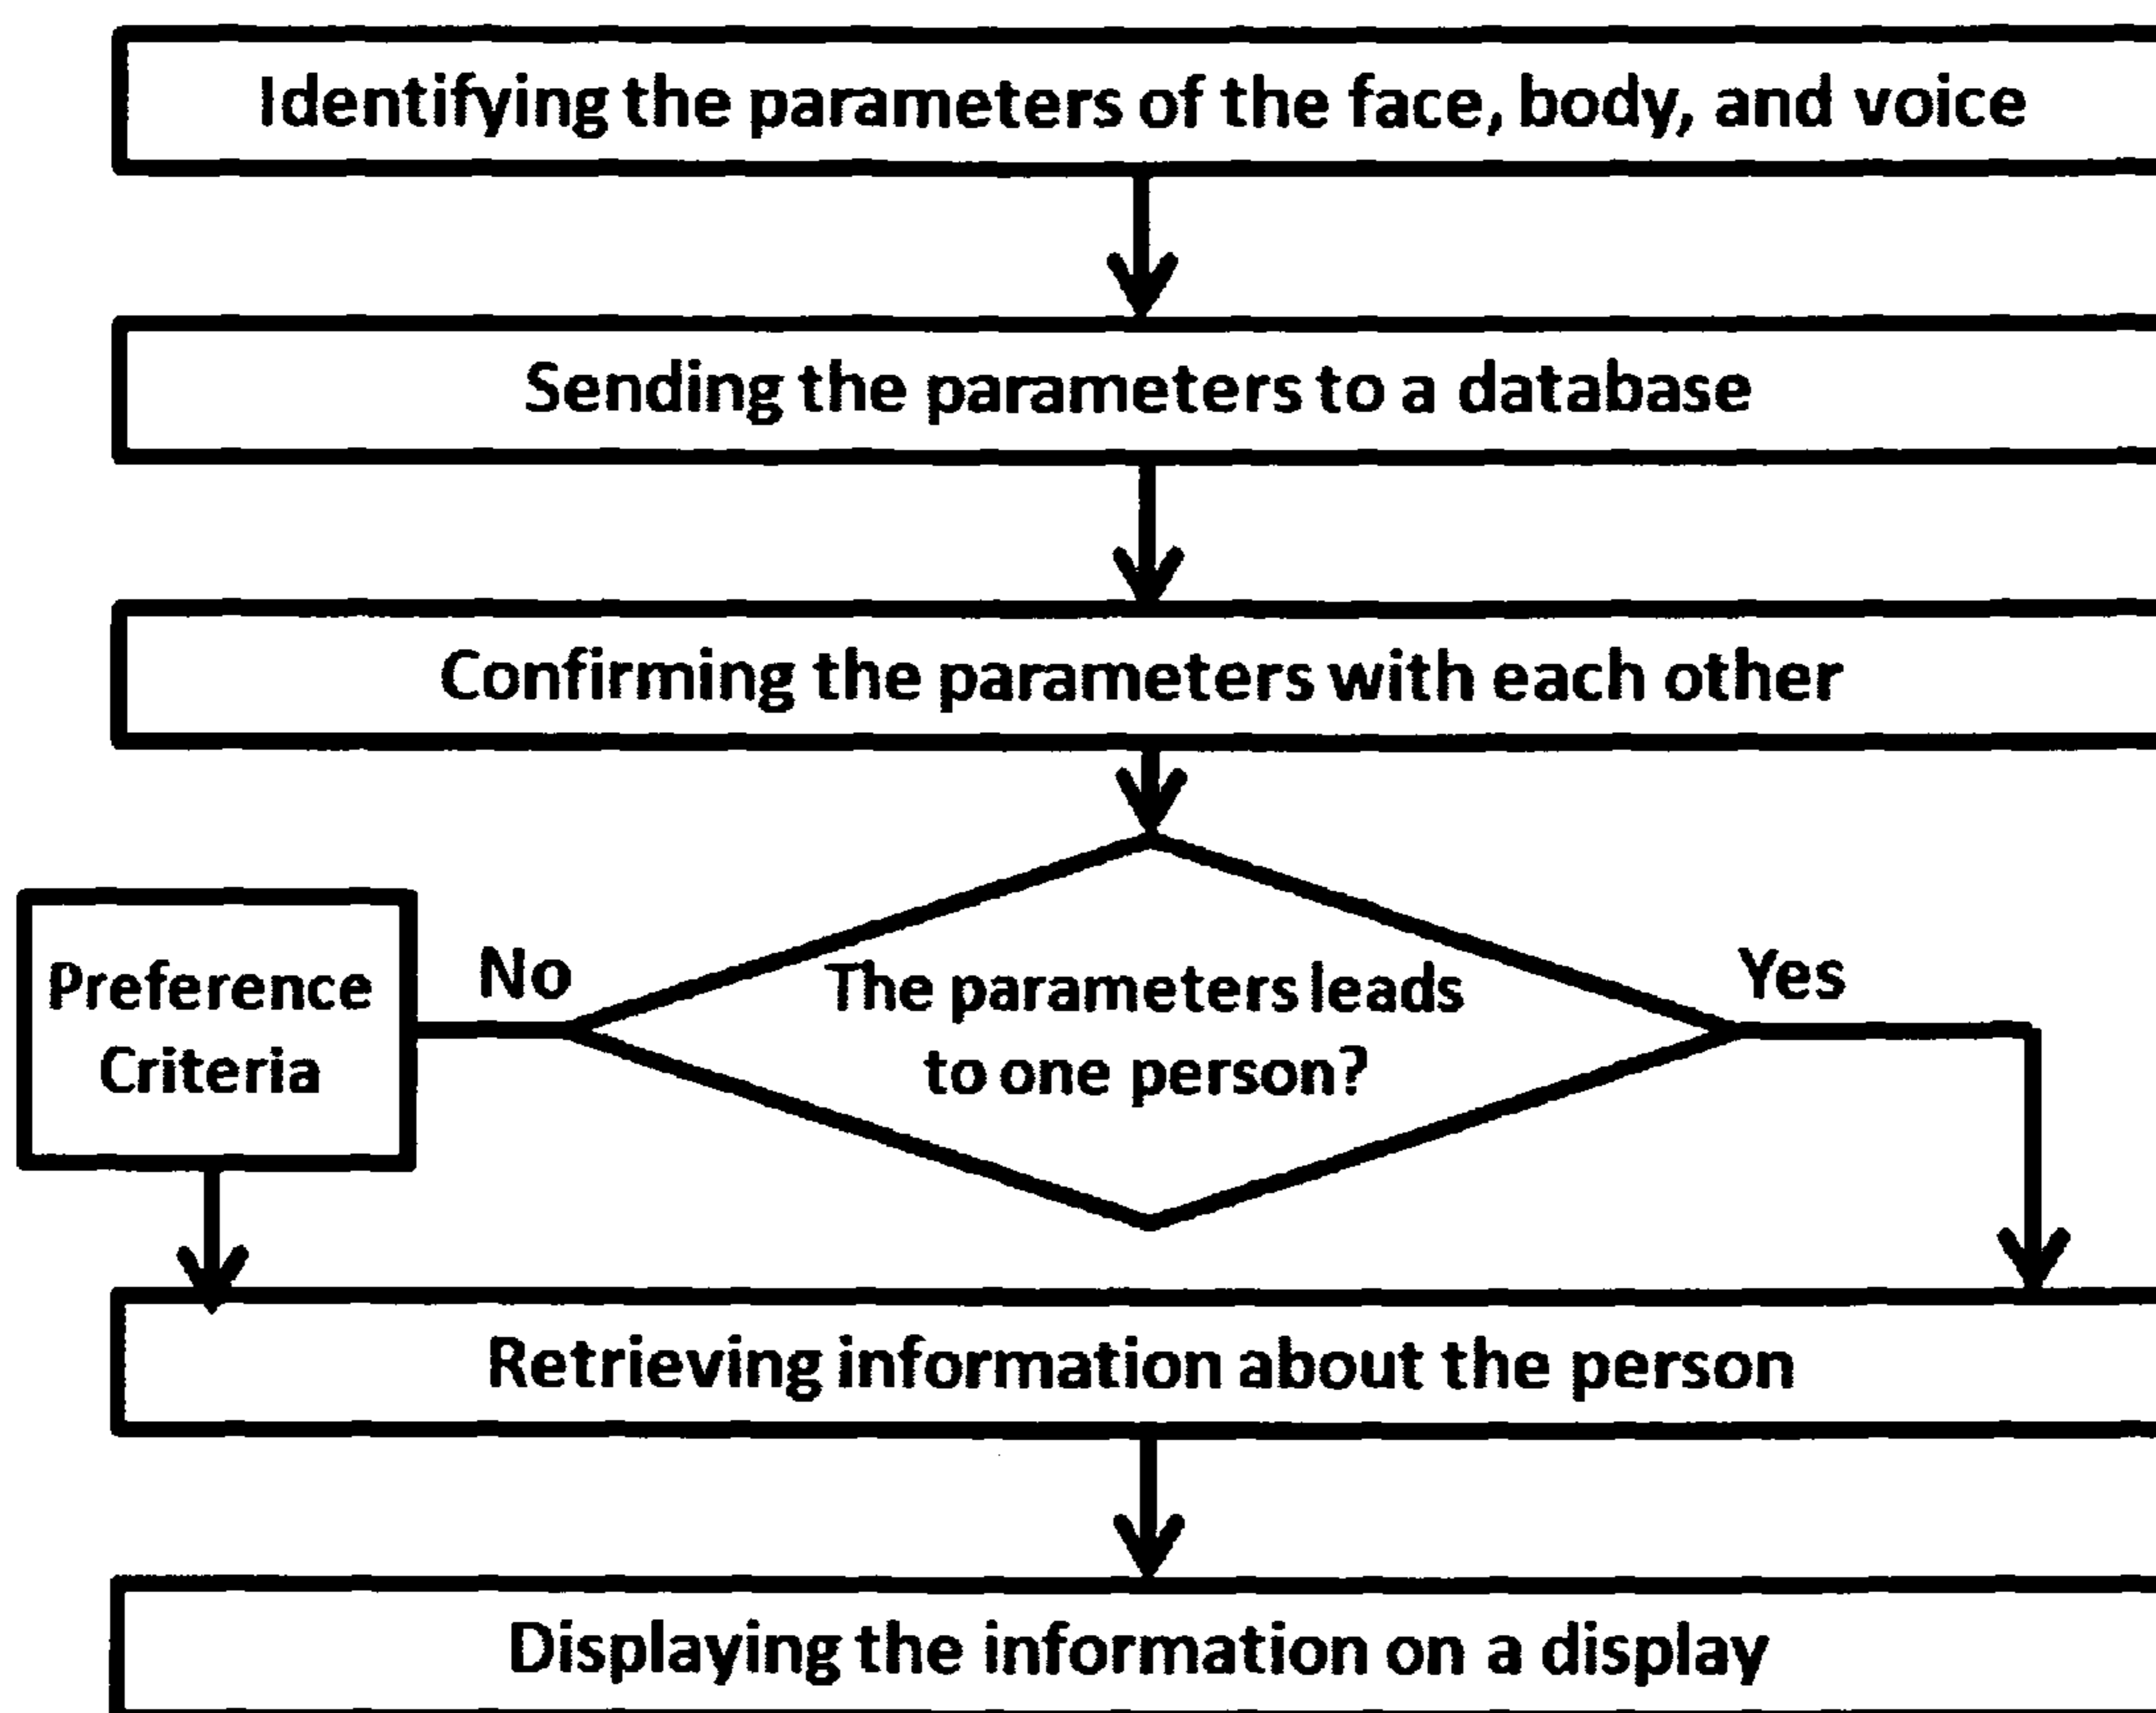 Identifying the parameters of the face, body, and voice
Sending the parameters to a database
Confirming the parameters with each other
Preference
Criteria
No
The parameters leads
to one person?
Yes
Retrieving information about the person
Displaying the information on a display